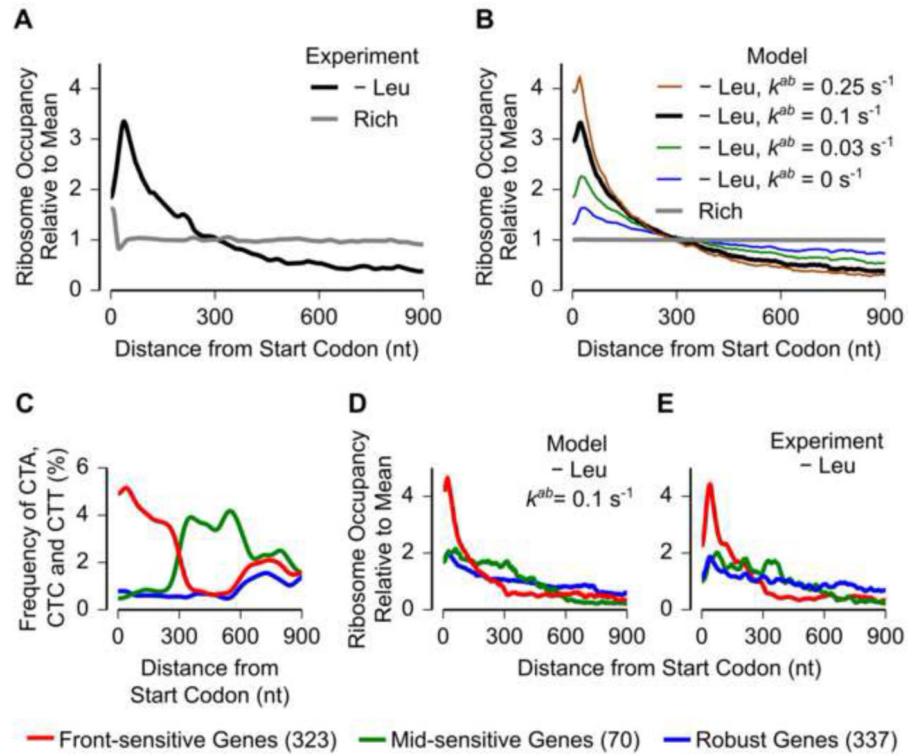 A
Ribosome Occupancy
Relative to Mean
4
3
2
1
0
Experiment
– Leu
Rich
0 300 600 900
Distance from Start Codon (nt)
B
Ribosome Occupancy
Relative to Mean
4
3
2
1
0
Model
– Leu, kᵃᵇ = 0.25 s⁻¹
– Leu, kᵃᵇ = 0.1 s⁻¹
– Leu, kᵃᵇ = 0.03 s⁻¹
– Leu, kᵃᵇ = 0 s⁻¹
Rich
0 300 600 900
Distance from Start Codon (nt)
C
Frequency of CTA,
CTC and CTT (%)
6
4
2
0
0 300 600 900
Distance from
Start Codon (nt)
D
Ribosome Occupancy
Relative to Mean
4
2
0
Model
– Leu
kᵃᵇ= 0.1 s⁻¹
0 300 600 900
E
4
2
0
Experiment
– Leu
0 300 600 900
Distance from Start Codon (nt)
Front-sensitive Genes (323) Mid-sensitive Genes (70) Robust Genes (337)